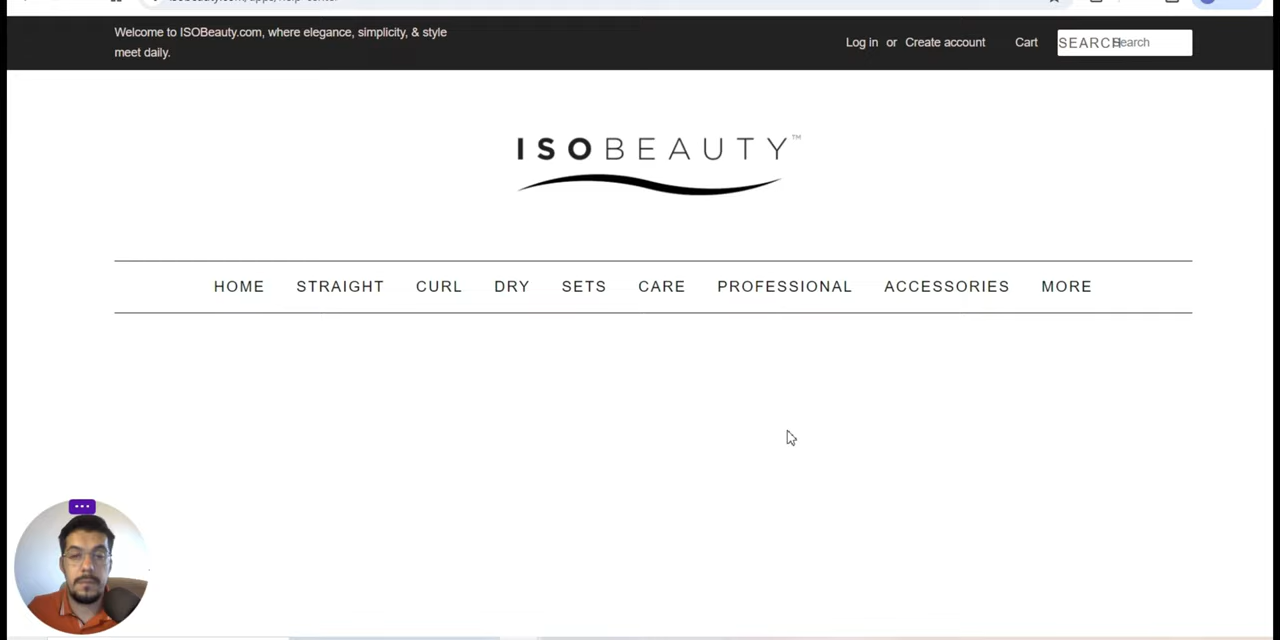 Welcome to ISOBeauty.com, where elegance, simplicity, & style
meet daily.
Log in or Create account Cart SEARCH Search
ISOBEAUTY™
HOME STRAIGHT CURL DRY SETS CARE PROFESSIONAL ACCESSORIES MORE